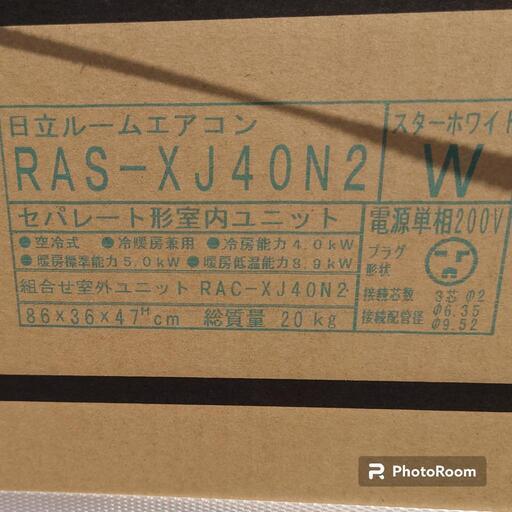 日立ルームエアコン
スターホワイト
RAS-XJ40N2
W
セパレート形室内ユニット
電源単相200V
●空冷式 ●冷暖房兼用 ●冷房能力4.0kW
●暖房標準能力5.0kW ●暖房低温能力8.9kW
プラグ
形状
組合せ室外ユニット RAC-XJ40N2
接続芯数 3芯 Φ2
接続配管径 Φ6.35
Φ9.52
86×36×47Hcm 総質量 20kg
PhotoRoom